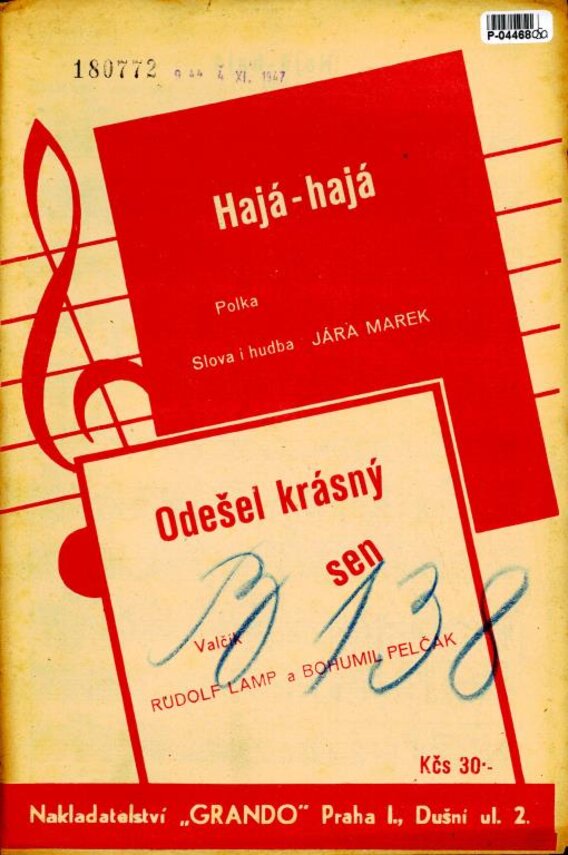 P-04468
180772
4. XI. 1947
Hajá - hajá
Polka
Slova i hudba JÁRA MAREK
Odešel krásný
sen
138
Valčík
RUDOLF LAMP a BOHUMIL PELČAK
Kčs 30·-
Nakladatelství „GRANDO" Praha I., Dušní ul. 2.